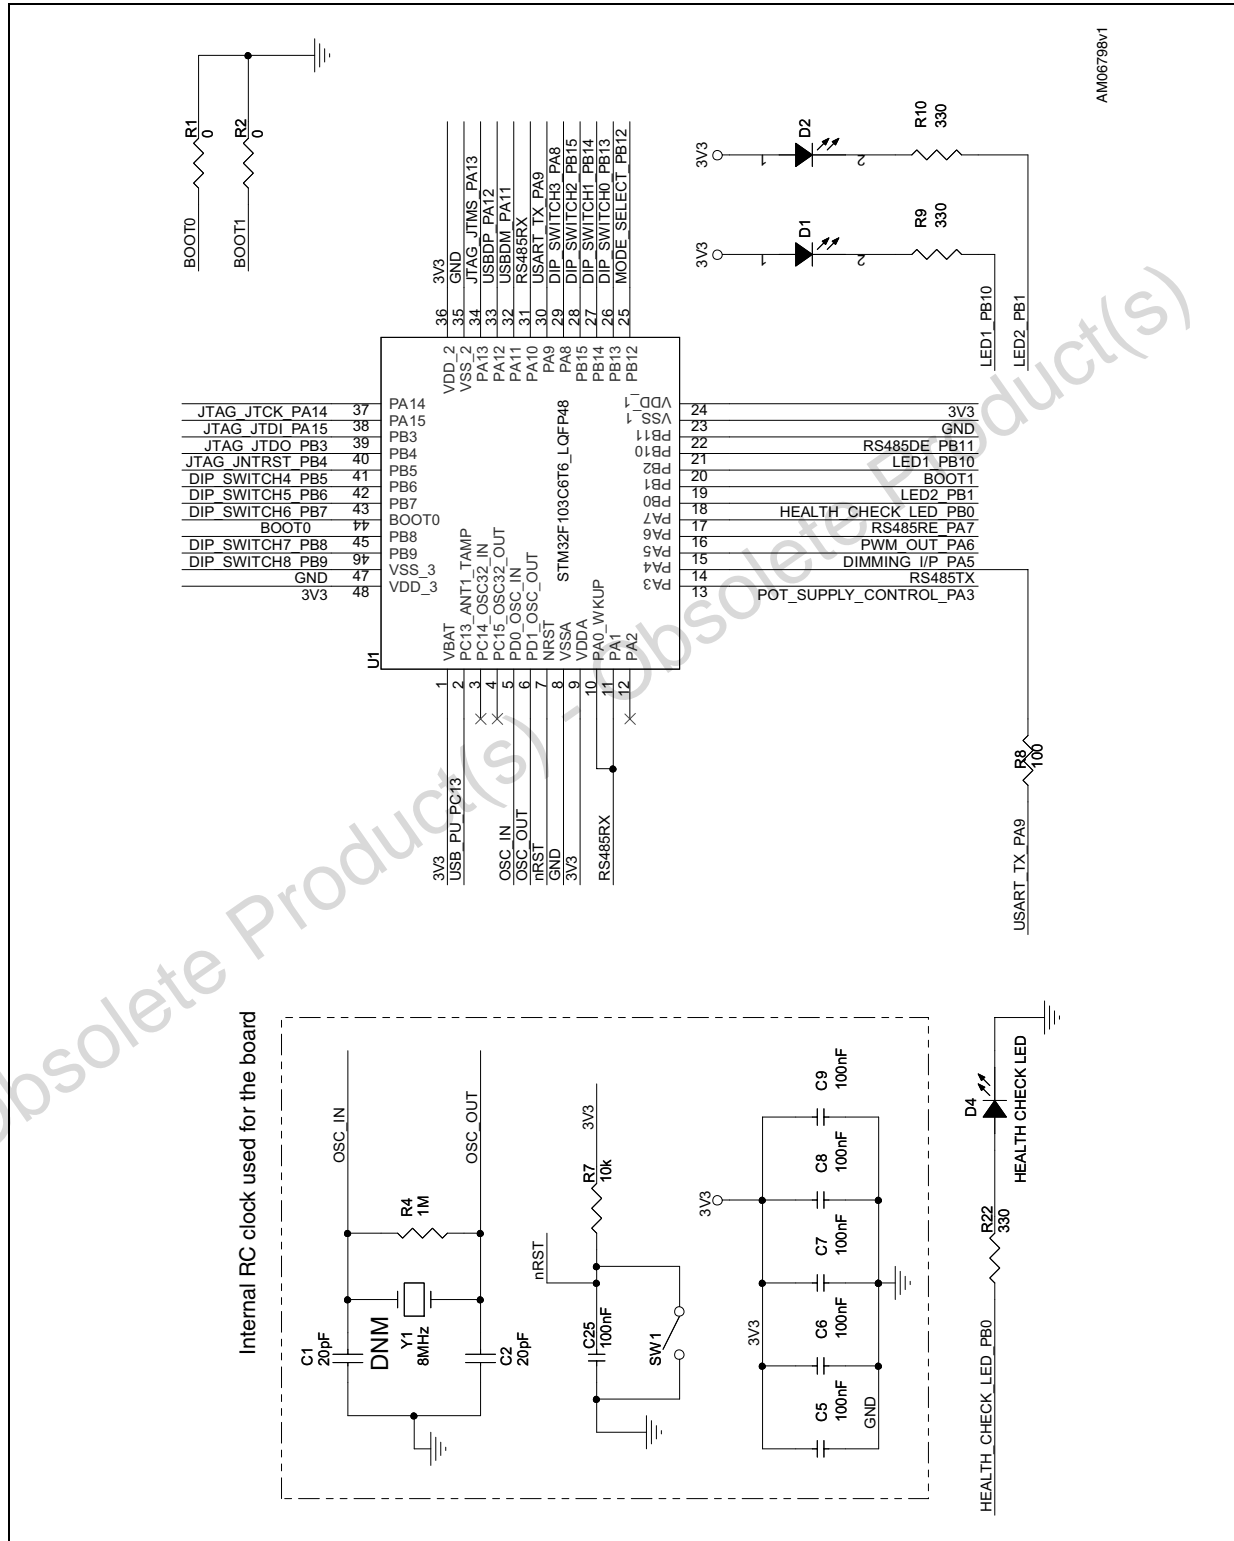 AM06798v1
R1
0
R2
0
BOOT0
BOOT1
3V3
GND
JTAG_JTMS_PA13
USBDP_PA12
USBDM_PA11
RS485RX
USART_TX_PA9
DIP_SWITCH3_PA8
DIP_SWITCH2_PB15
DIP_SWITCH1_PB14
DIP_SWITCH0_PB13
MODE_SELECT_PB12
36
35
34
33
32
31
30
29
28
27
26
25
VDD_2
VSS_2
PA13
PA12
PA11
PA10
PA9
PA8
PB15
PB14
PB13
PB12
3V3
1
D2
2
R10
330
3V3
1
D1
2
R9
330
LED1_PB10
LED2_PB1
JTAG_JTCK_PA14 37 PA14
JTAG_JTDI_PA15 38 PA15
JTAG_JTDO_PB3 39 PB3
JTAG_JNTRST_PB4 40 PB4
DIP_SWITCH4_PB5 41 PB5
DIP_SWITCH5_PB6 42 PB6
DIP_SWITCH6_PB7 43 PB7
BOOT0 44 BOOT0
DIP_SWITCH7_PB8 45 PB8
DIP_SWITCH8_PB9 46 PB9
GND 47 VSS_3
3V3 48 VDD_3
STM32F103C6T6_LQFP48
U1
VDD_1 24 3V3
VSS_1 23 GND
PB11 22 RS485DE_PB11
PB10 21 LED1_PB10
PB2 20 BOOT1
PB1 19 LED2_PB1
PB0 18 HEALTH_CHECK_LED_PB0
PA7 17 RS485RE_PA7
PA6 16 PWM_OUT_PA6
PA5 15 DIMMING_I/P_PA5
PA4 14 RS485TX
PA3 13 POT_SUPPLY_CONTROL_PA3
VBAT
PC13_ANT1_TAMP
PC14_OSC32_IN
PC15_OSC32_OUT
PD0_OSC_IN
PD1_OSC_OUT
NRST
VSSA
VDDA
PA0_WKUP
PA1
PA2
1
2
3
4
5
6
7
8
9
10
11
12
3V3
USB_PU_PC13
OSC_IN
OSC_OUT
nRST
GND
3V3
RS485RX
R8
100
USART_TX_PA9
Internal RC clock used for the board
OSC_IN
OSC_OUT
R4
1M
DNM
Y1
8MHz
C1
20pF
C2
20pF
3V3
R7
10k
nRST
C25
100nF
SW1
3V3
C9
100nF
C8
100nF
C7
100nF
C6
100nF
C5
100nF
3V3
GND
D4
HEALTH CHECK LED
R22
330
HEALTH_CHECK_LED_PB0
Obsolete Product(s) - Obsolete Product(s)